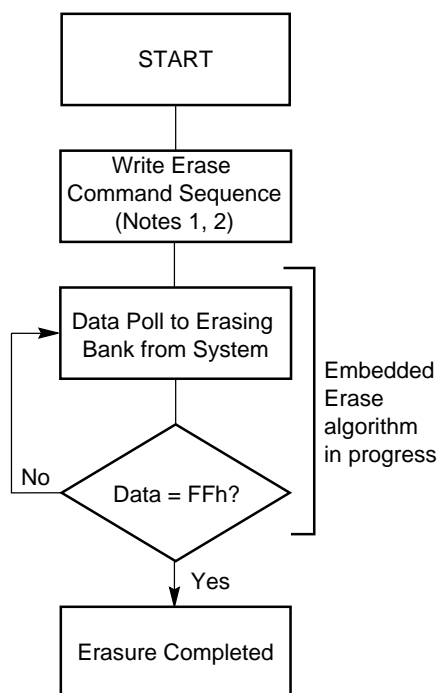 START
Write Erase
Command Sequence
(Notes 1, 2)
Data Poll to Erasing
Bank from System
Embedded
Erase
algorithm
in progress
No
Data = FFh?
Yes
Erasure Completed